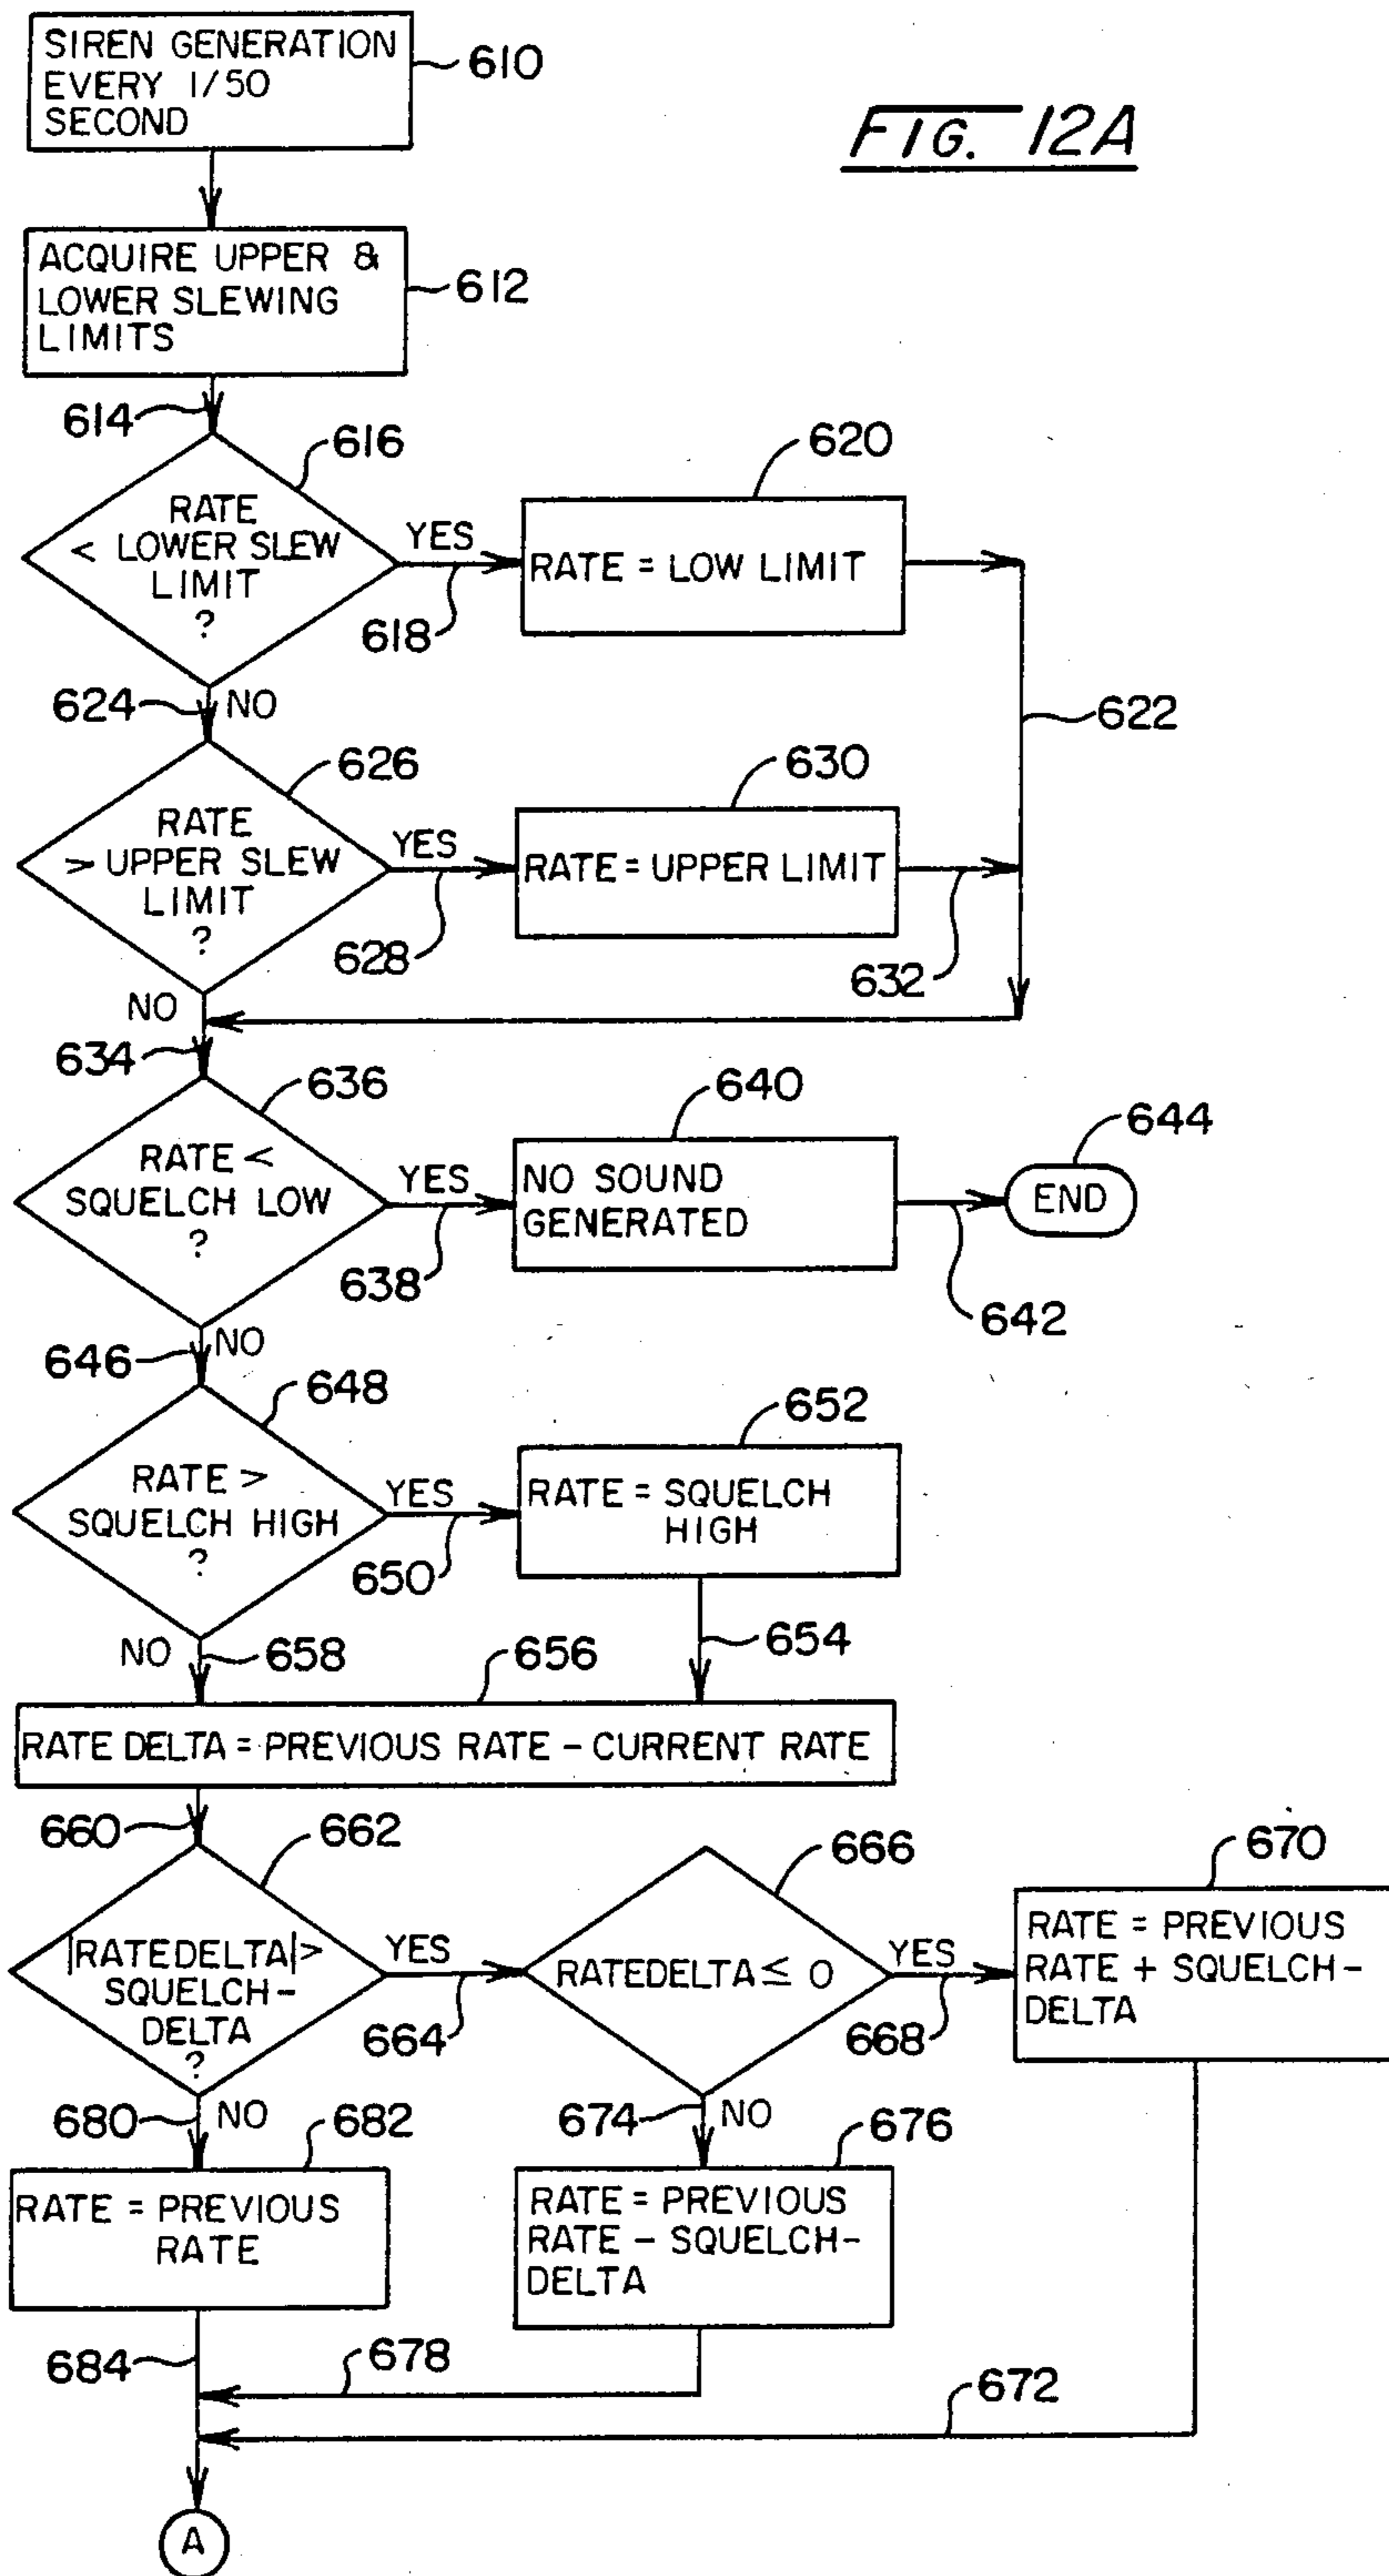 SIREN GENERATION
EVERY 1/50
SECOND
610
FIG. 12A
ACQUIRE UPPER &
LOWER SLEWING
LIMITS
612
614
616
RATE
< LOWER SLEW
LIMIT
?
YES
618
620
RATE = LOW LIMIT
622
624
NO
626
RATE
> UPPER SLEW
LIMIT
?
YES
628
630
RATE = UPPER LIMIT
632
NO
634
636
RATE <
SQUELCH LOW
?
YES
638
640
NO SOUND
GENERATED
642
644
END
646
NO
648
RATE >
SQUELCH HIGH
?
YES
650
652
RATE = SQUELCH
HIGH
654
NO
658
656
RATE DELTA = PREVIOUS RATE - CURRENT RATE
660
662
|RATEDELTA| >
SQUELCH-
DELTA
?
YES
664
666
RATEDELTA ≤ 0
YES
668
670
RATE = PREVIOUS
RATE + SQUELCH-
DELTA
680
NO
682
RATE = PREVIOUS
RATE
674
NO
676
RATE = PREVIOUS
RATE - SQUELCH-
DELTA
684
678
672
A